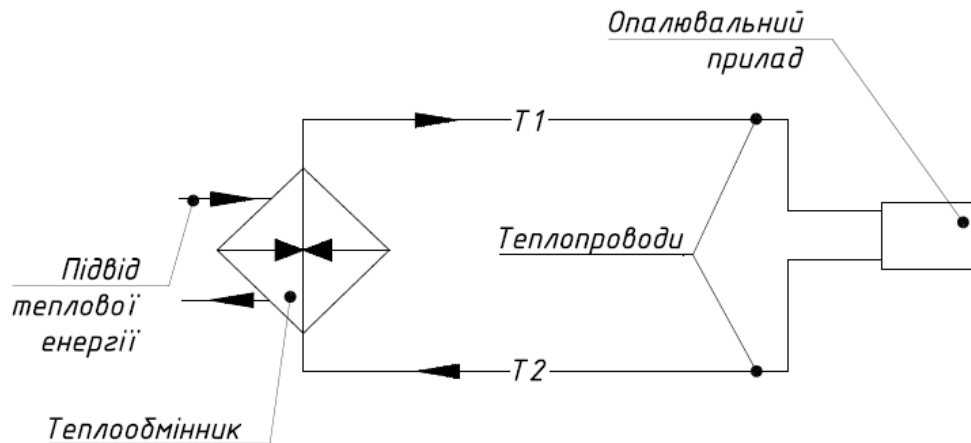 Опалювальний
прилад
Т1
Теплопроводи
Підвід
теплової
енергії
Т2
Теплообмінник